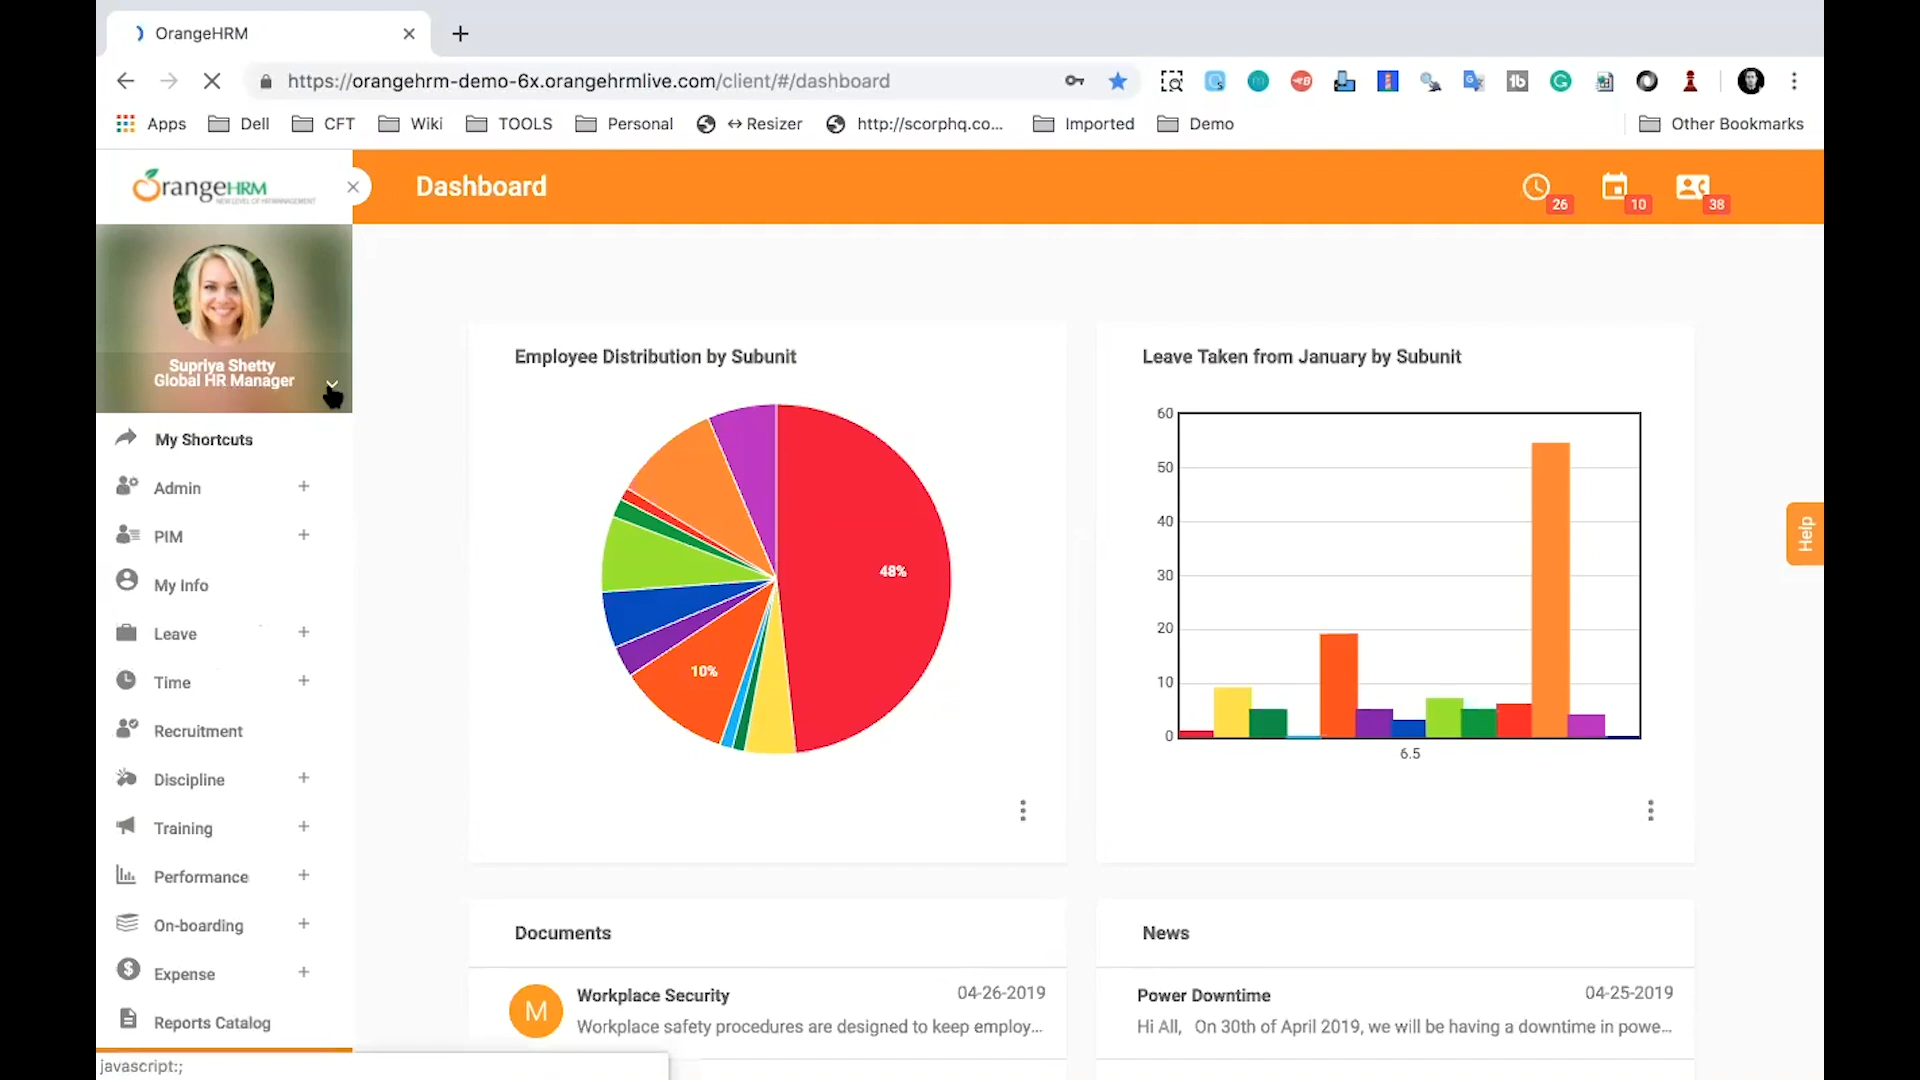 OrangeHRM
https://orangehrm-demo-6x.orangehrmlive.com/client/#/dashboard
Apps Dell CFT Wiki TOOLS Personal ↔Resizer http://scorphq.co... Imported Demo Other Bookmarks
OrangeHRM
NEW LEVEL OF HR MANAGEMENT
Dashboard
26 10 38
Supriya Shetty
Global HR Manager
My Shortcuts
Admin
PIM
My Info
Leave
Time
Recruitment
Discipline
Training
Performance
On-boarding
Expense
Reports Catalog
javascript:;
Employee Distribution by Subunit
48%
10%
Leave Taken from January by Subunit
60
50
40
30
20
10
0
6.5
Help
Documents
M
Workplace Security 04-26-2019
Workplace safety procedures are designed to keep employ...
News
Power Downtime 04-25-2019
Hi All, On 30th of April 2019, we will be having a downtime in powe...